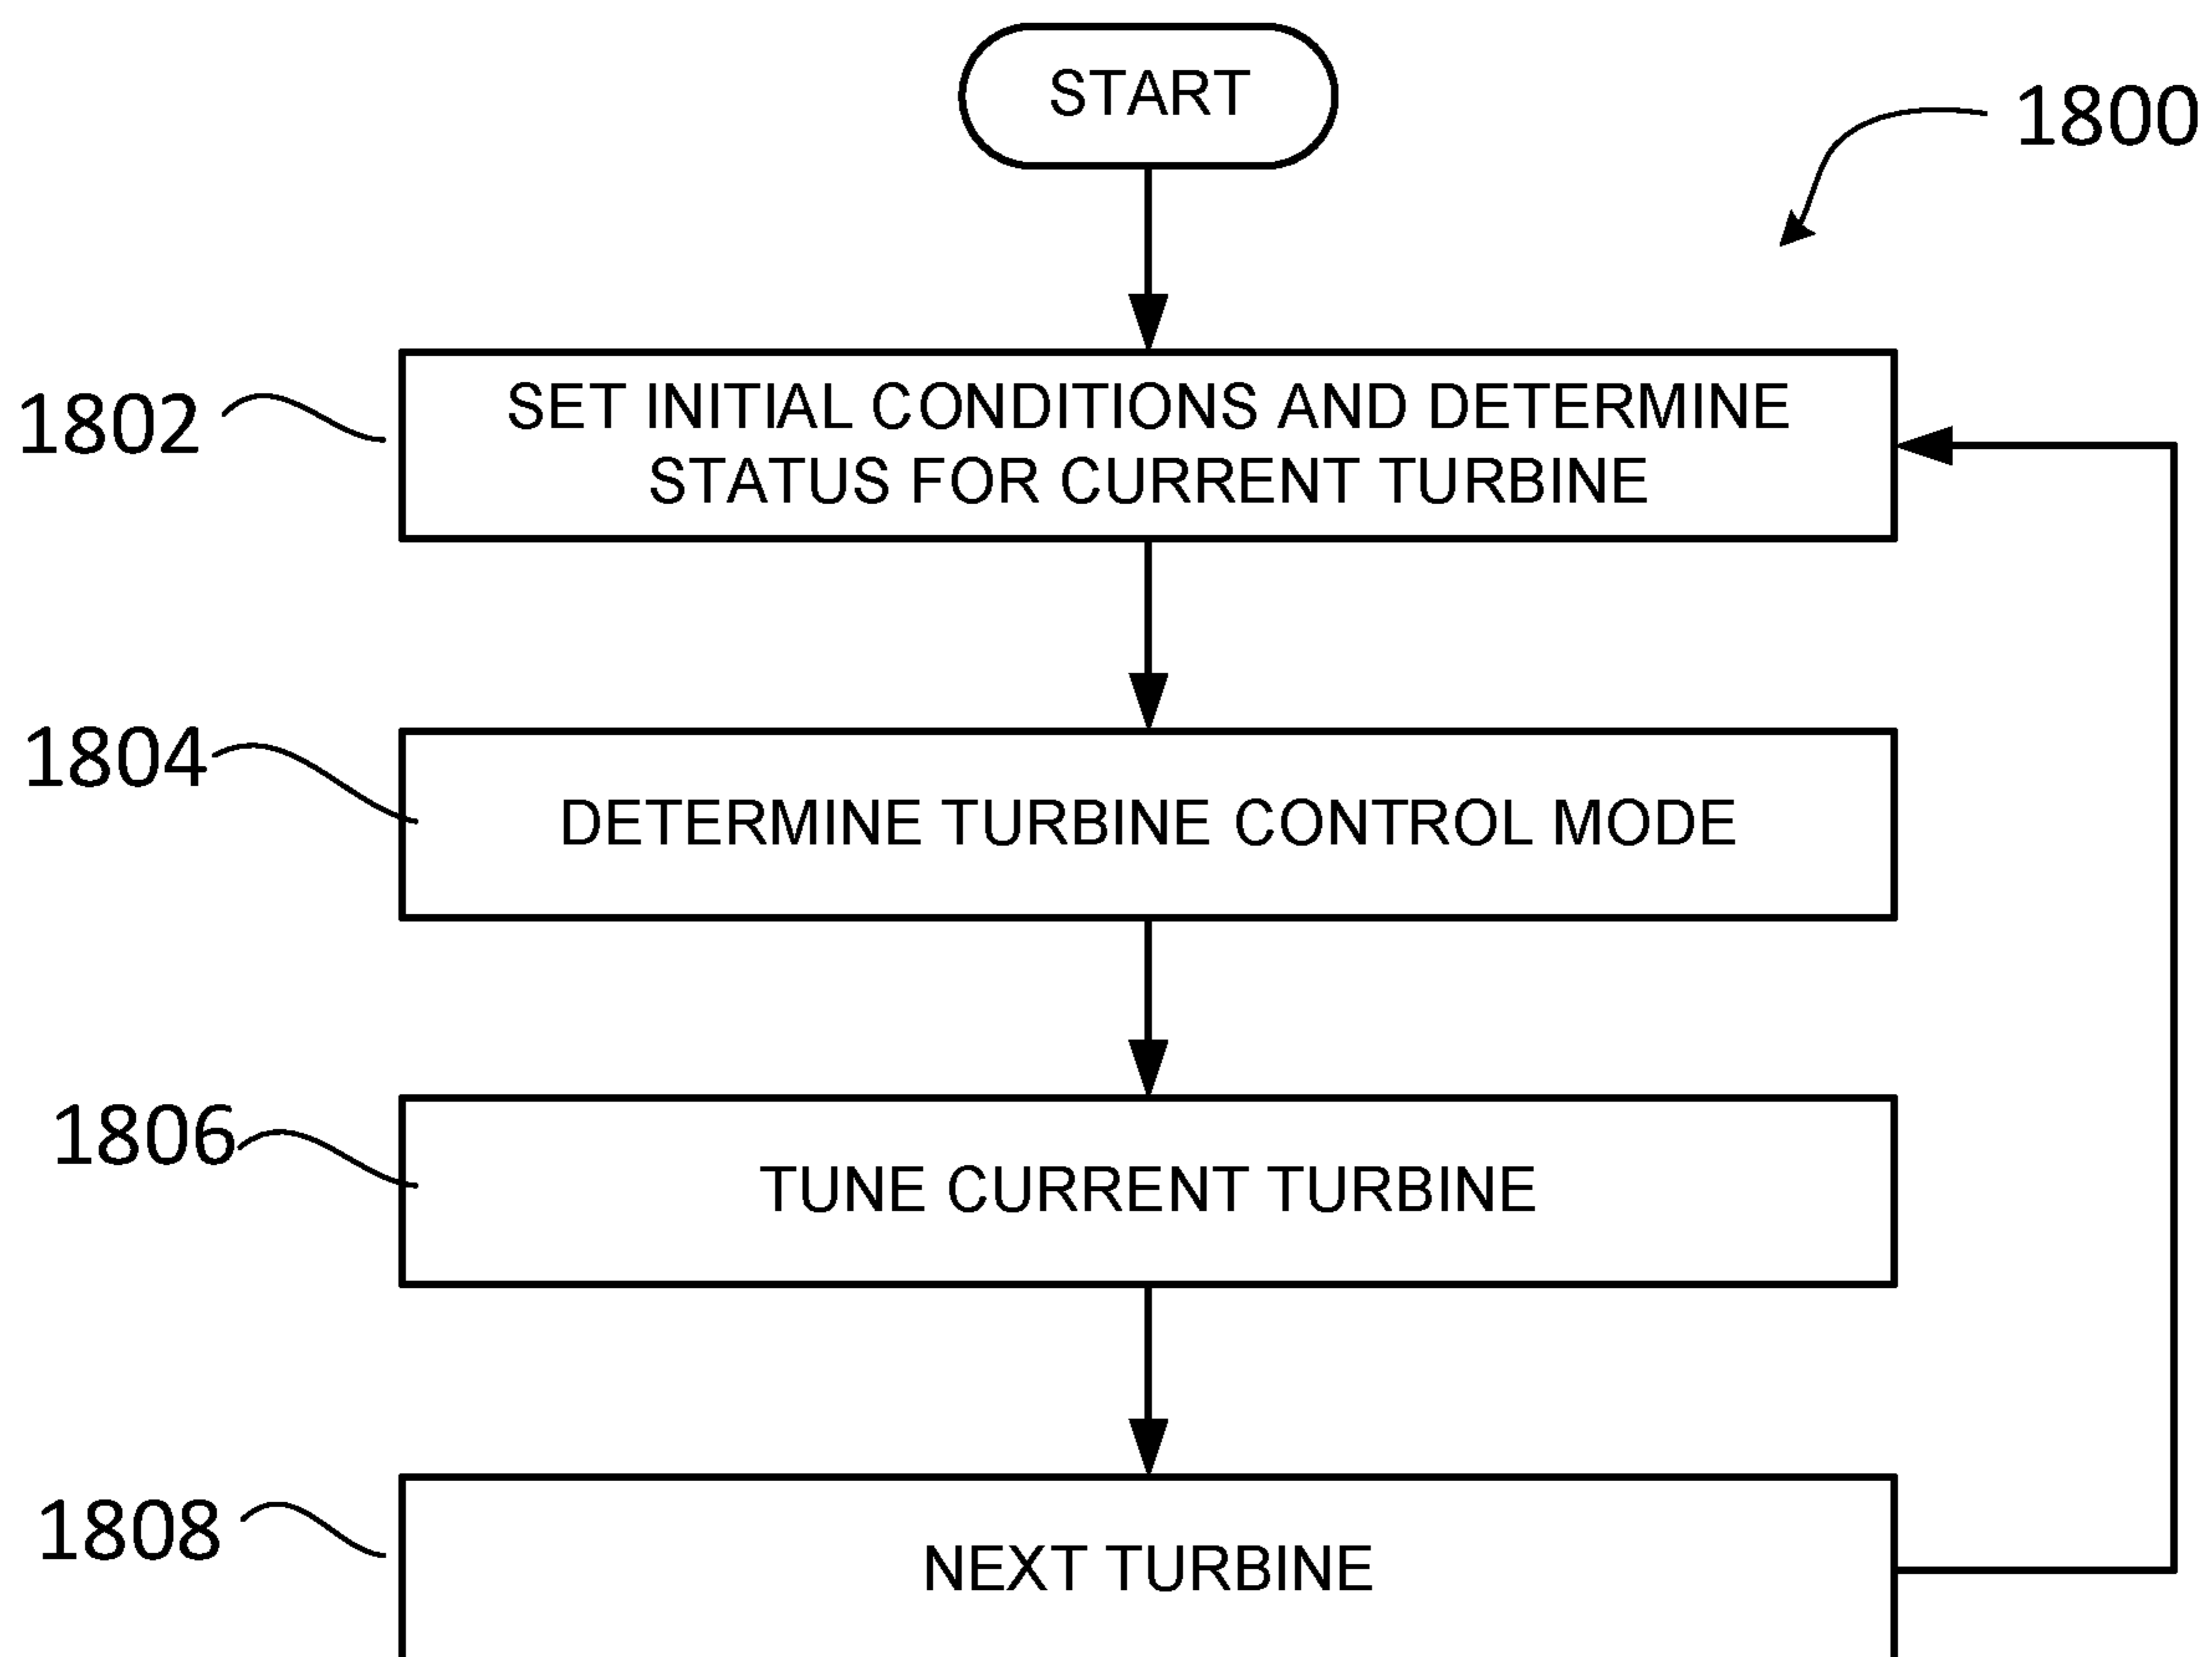 START
1800
1802
SET INITIAL CONDITIONS AND DETERMINE
STATUS FOR CURRENT TURBINE
1804
DETERMINE TURBINE CONTROL MODE
1806
TUNE CURRENT TURBINE
1808
NEXT TURBINE